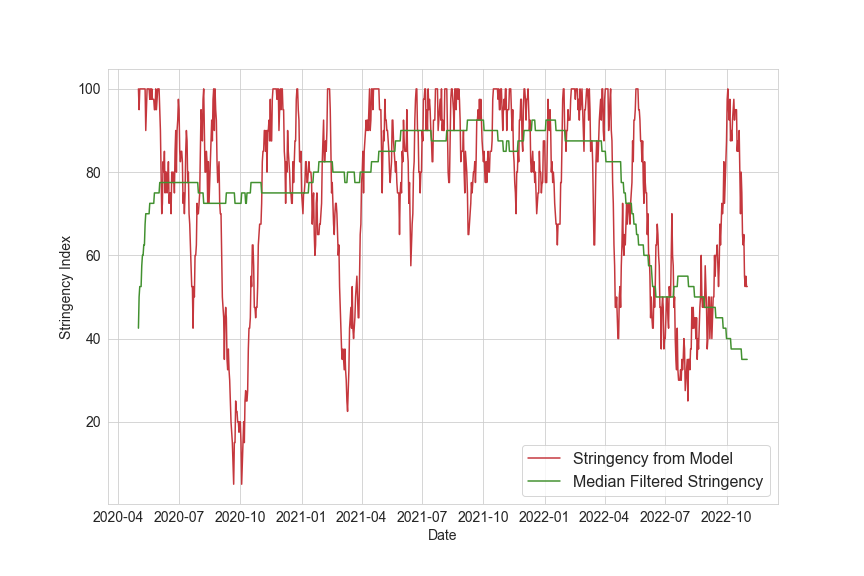 100
80
60
40
20
Stringency Index
2020-04 2020-07 2020-10 2021-01 2021-04 2021-07 2021-10 2022-01 2022-04 2022-07 2022-10
Date
Stringency from Model
Median Filtered Stringency